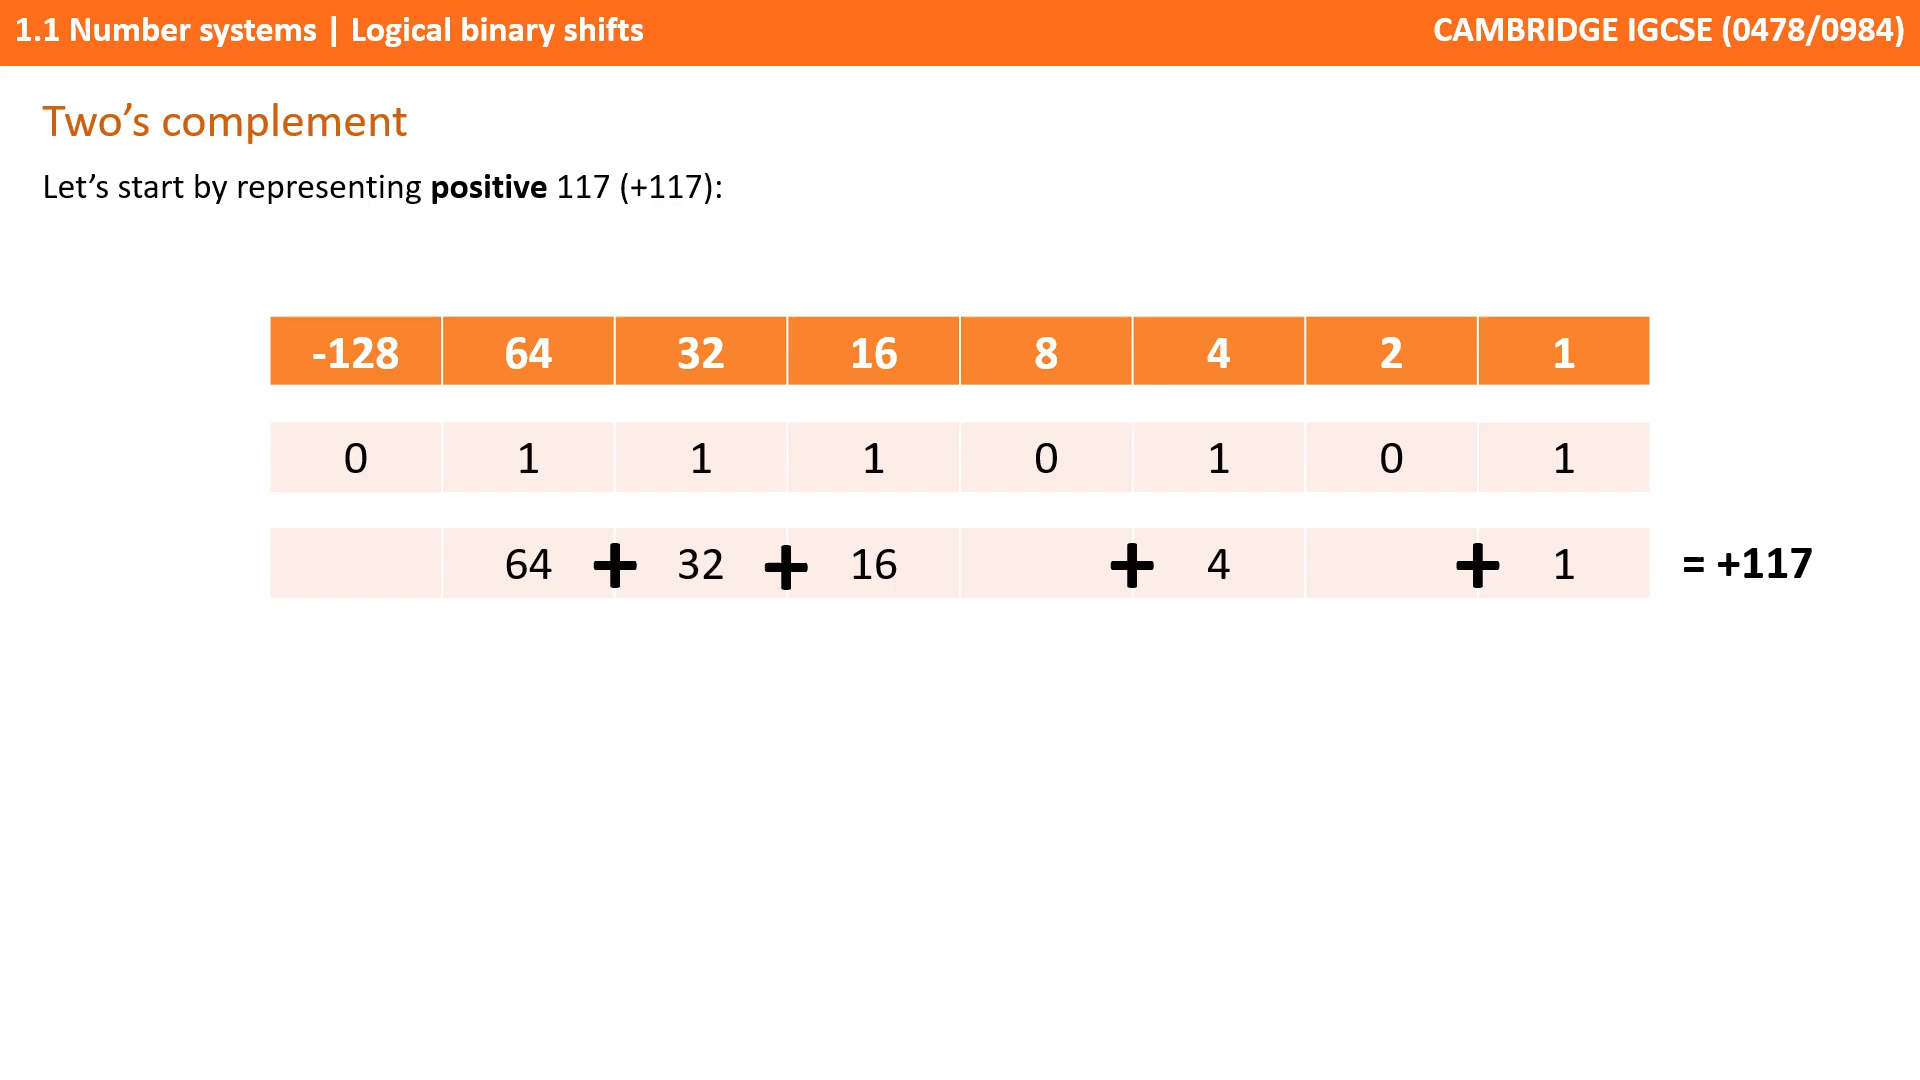 1.1 Number systems | Logical binary shifts CAMBRIDGE IGCSE (0478/0984)
Two’s complement
Let’s start by representing positive 117 (+117):
-128 64 32 16 8 4 2 1
0 1 1 1 0 1 0 1
64 + 32 + 16 + 4 + 1 = +117